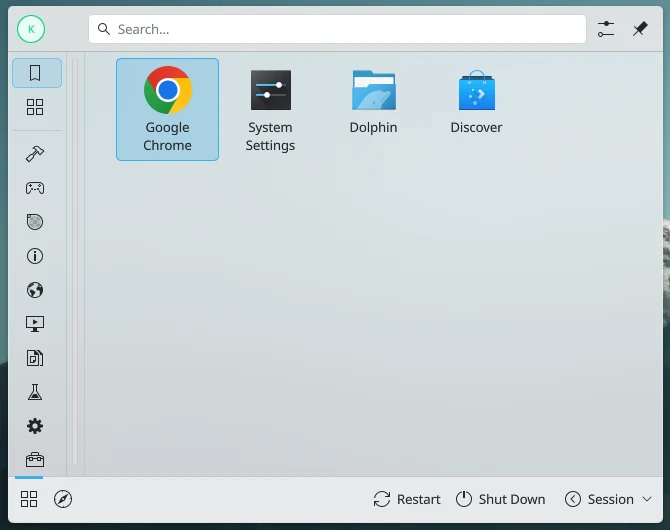 K
Search...
Google
Chrome
System
Settings
Dolphin
Discover
Restart
Shut Down
Session